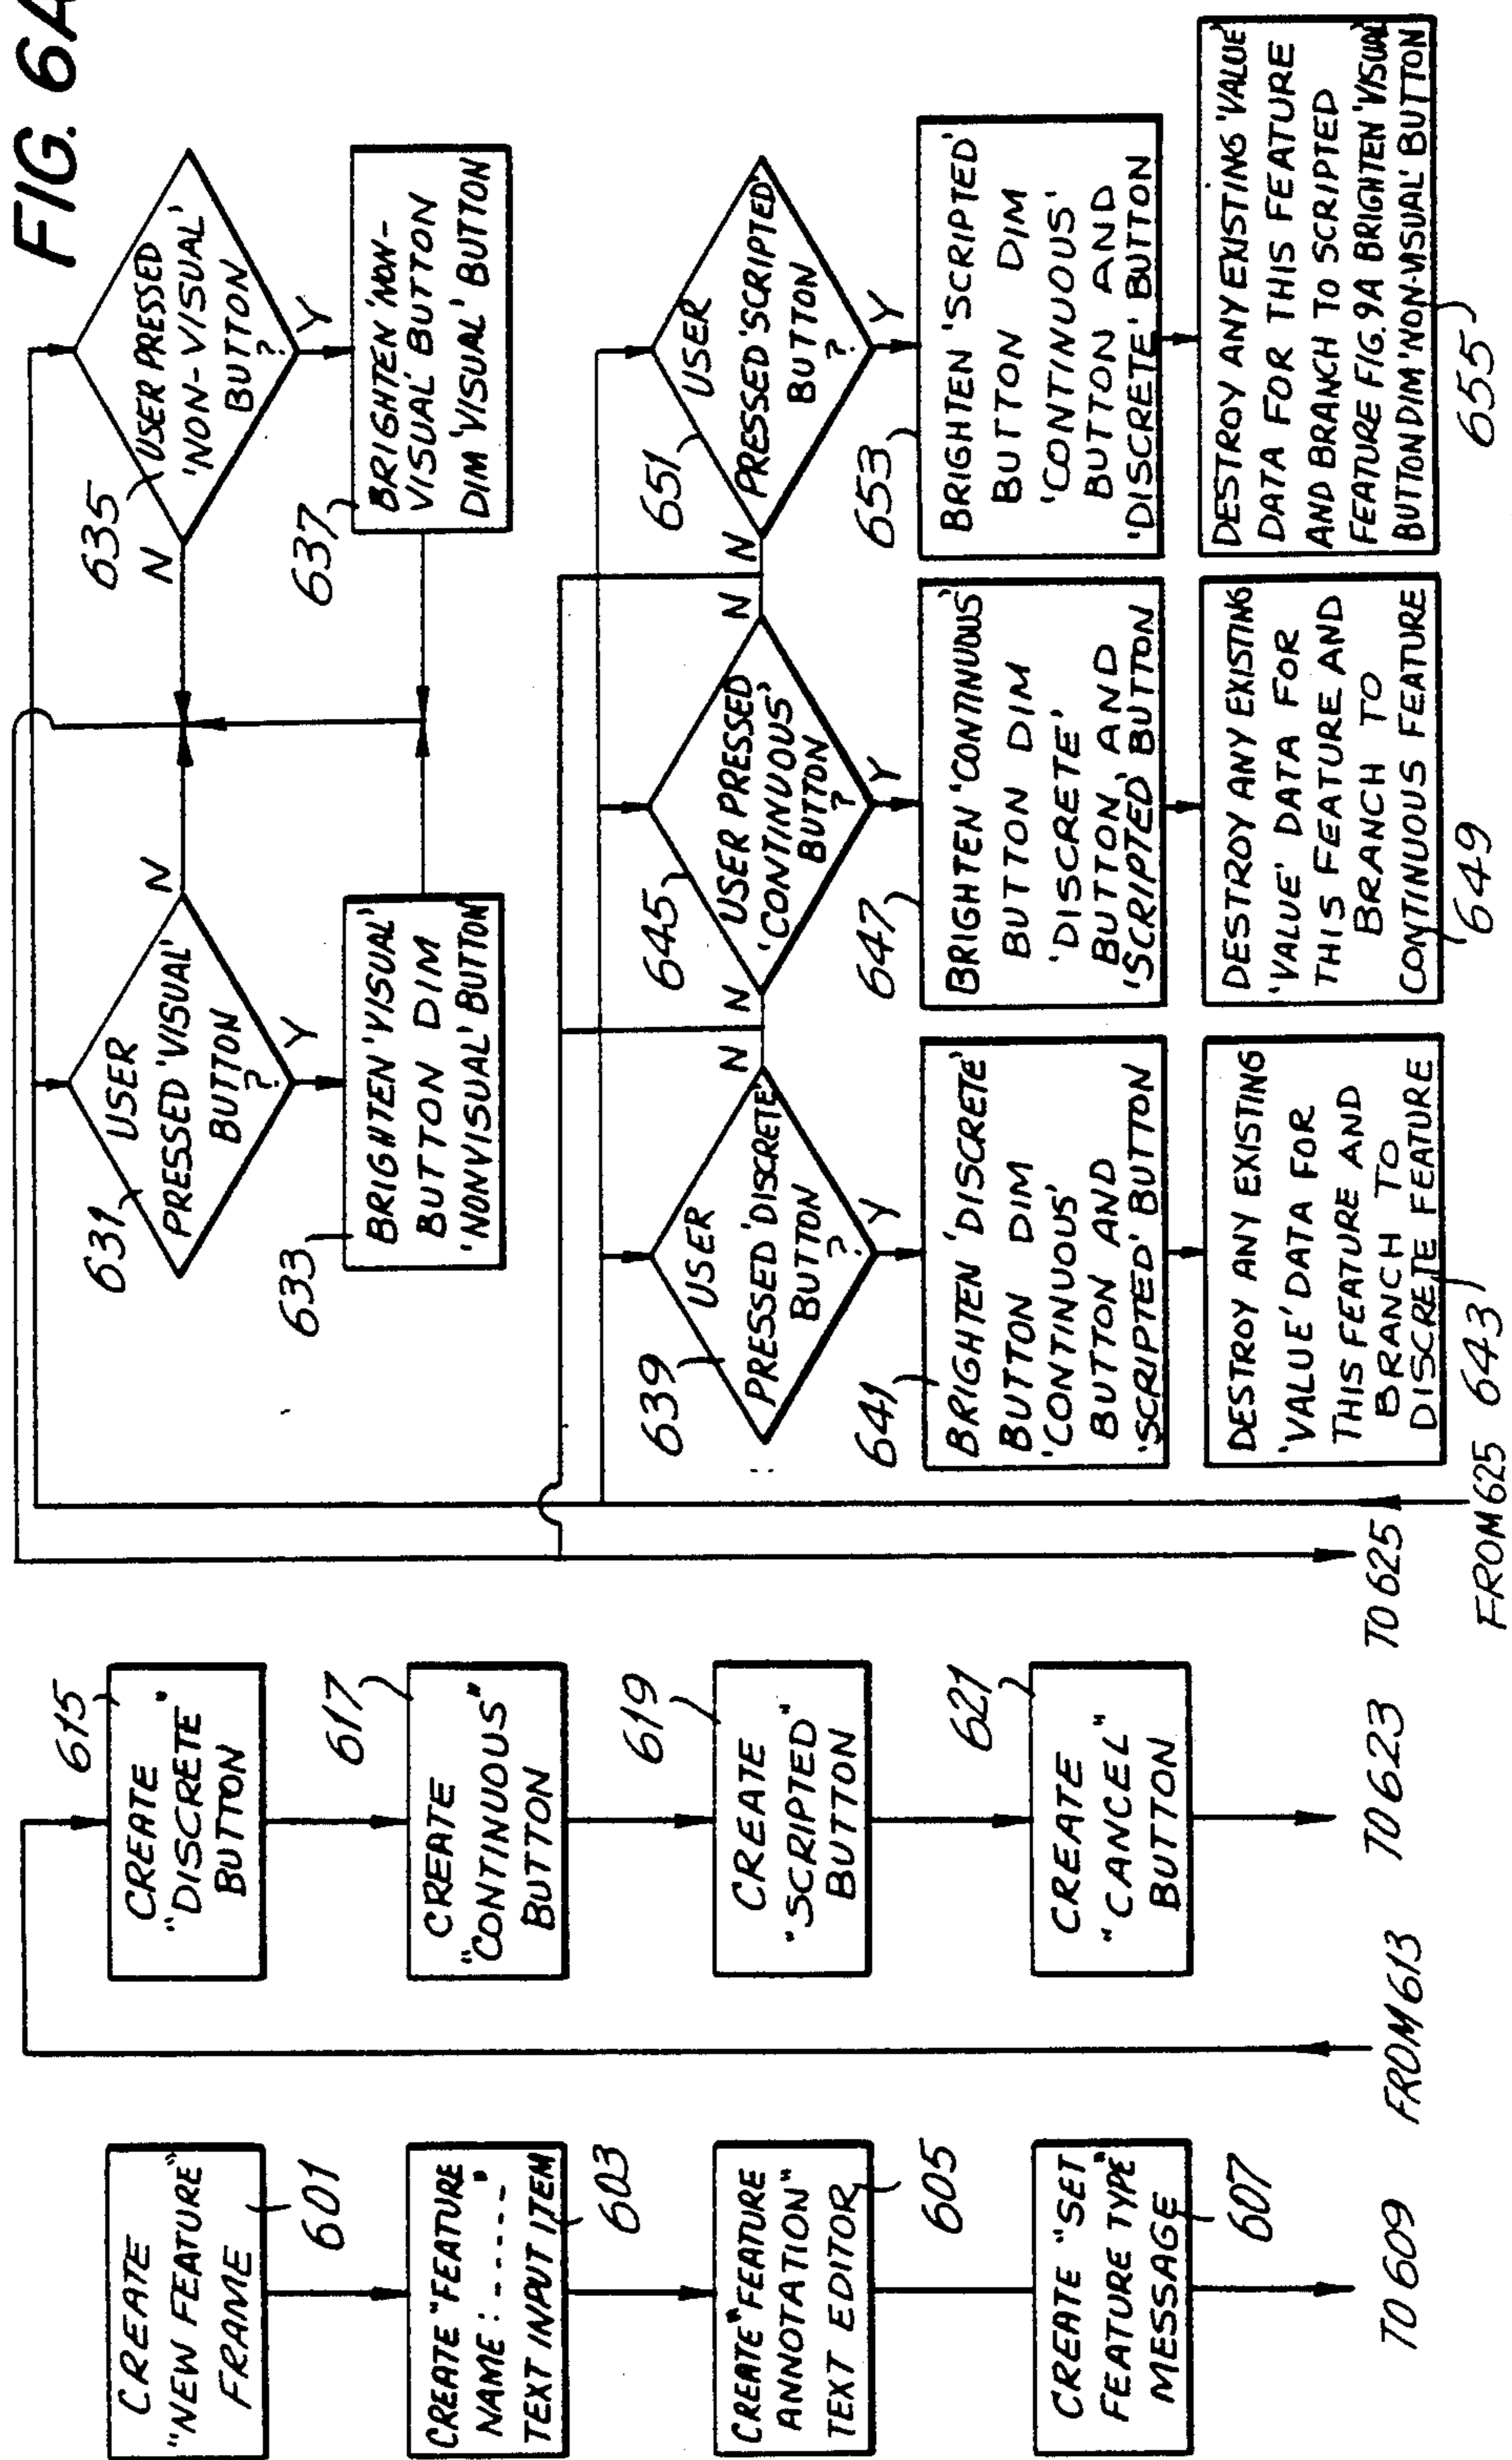 FIG. 6A
CREATE
"NEW FEATURE"
FRAME
601
CREATE "FEATURE
NAME: - - - - -"
TEXT INPUT ITEM
603
CREATE "FEATURE
ANNOTATION"
TEXT EDITOR
605
CREATE "SET
FEATURE TYPE"
MESSAGE
607
TO 609
FROM 613
615
CREATE
"DISCRETE"
BUTTON
617
CREATE
"CONTINUOUS"
BUTTON
619
CREATE
"SCRIPTED"
BUTTON
621
CREATE
"CANCEL"
BUTTON
TO 623
TO 625
FROM 625
631
USER
PRESSED 'VISUAL'
BUTTON
?
N
Y
633
BRIGHTEN 'VISUAL'
BUTTON DIM
'NONVISUAL' BUTTON
635
USER PRESSED
'NON-VISUAL'
BUTTON
?
N
Y
637
BRIGHTEN 'NON-
VISUAL' BUTTON
DIM 'VISUAL' BUTTON
639
USER
PRESSED 'DISCRETE'
BUTTON
?
N
Y
641
BRIGHTEN 'DISCRETE'
BUTTON DIM
'CONTINUOUS'
BUTTON AND
'SCRIPTED' BUTTON
DESTROY ANY EXISTING
'VALUE' DATA FOR
THIS FEATURE AND
BRANCH TO
DISCRETE FEATURE
643
645
USER PRESSED
'CONTINUOUS'
BUTTON
?
N
N
Y
647
BRIGHTEN 'CONTINUOUS'
BUTTON DIM
'DISCRETE'
BUTTON AND
'SCRIPTED' BUTTON
DESTROY ANY EXISTING
'VALUE' DATA FOR
THIS FEATURE AND
BRANCH TO
CONTINUOUS FEATURE
649
651
USER
PRESSED 'SCRIPTED'
BUTTON
?
N
Y
653
BRIGHTEN 'SCRIPTED'
BUTTON DIM
'CONTINUOUS'
BUTTON AND
'DISCRETE' BUTTON
DESTROY ANY EXISTING 'VALUE'
DATA FOR THIS FEATURE
AND BRANCH TO SCRIPTED
FEATURE FIG. 9A BRIGHTEN 'VISUAL'
BUTTON DIM 'NON-VISUAL' BUTTON
655